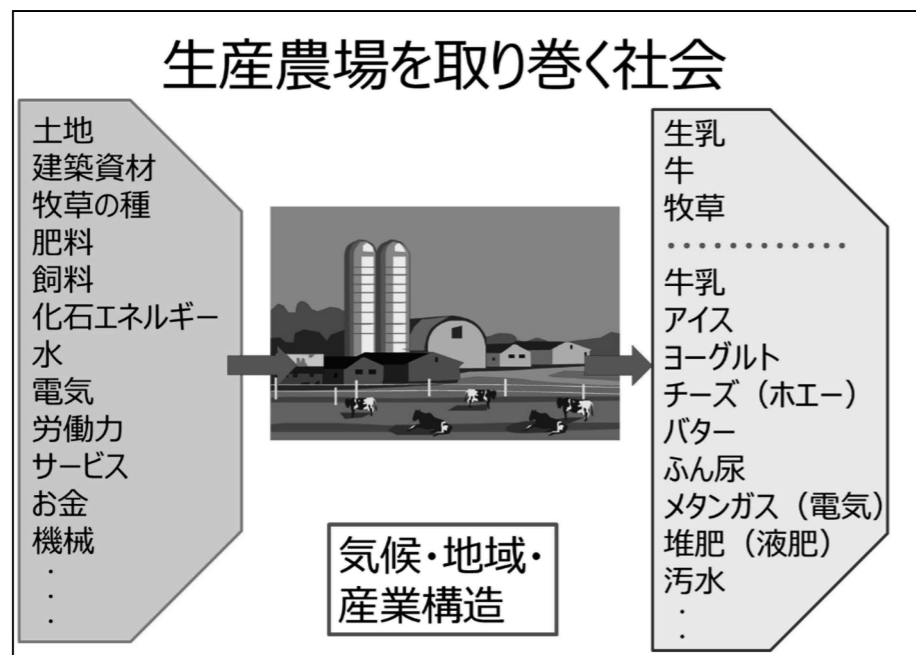 生産農場を取り巻く社会
土地
建築資材
牧草の種
肥料
飼料
化石エネルギー
水
電気
労働力
サービス
お金
機械
・
・
・
気候・地域・
産業構造
生乳
牛
牧草
・・・・・・・・・・・・・
牛乳
アイス
ヨーグルト
チーズ（ホエー）
バター
ふん尿
メタンガス（電気）
堆肥（液肥）
汚水
・
・